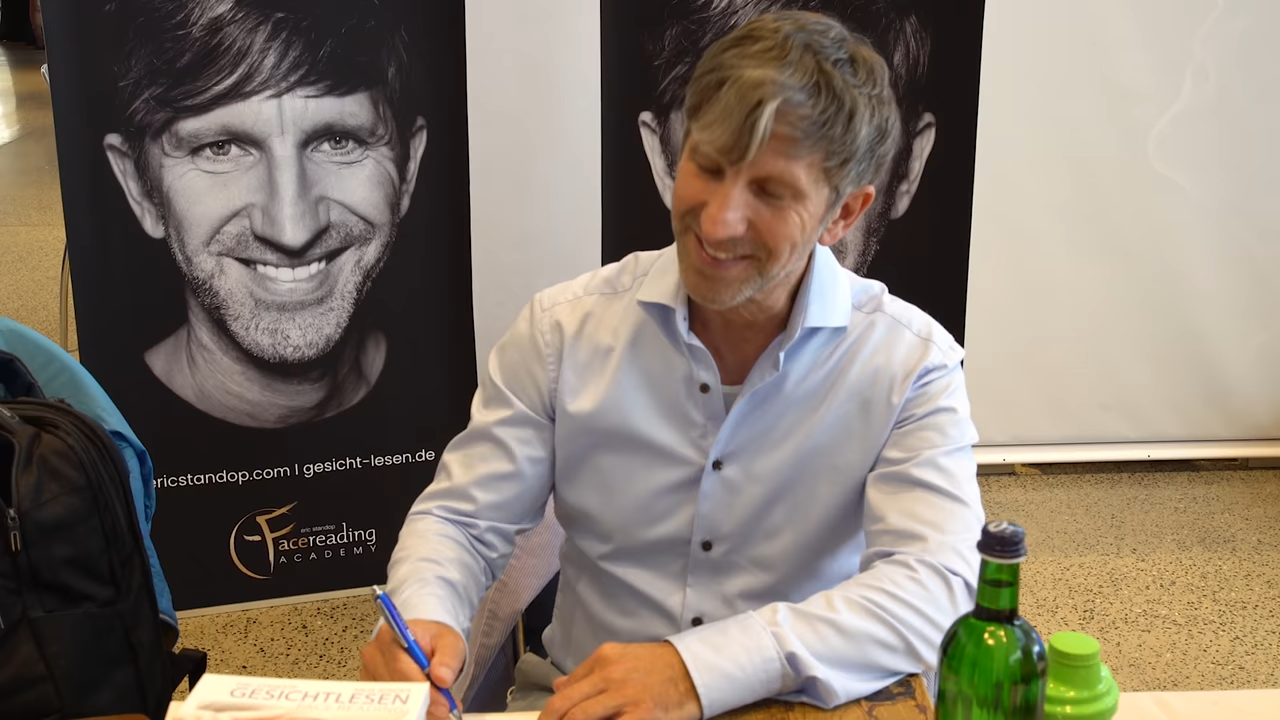 ericstandop.com I gesicht-lesen.de
eric standop
Facereading
ACADEMY
GESICHTLESEN